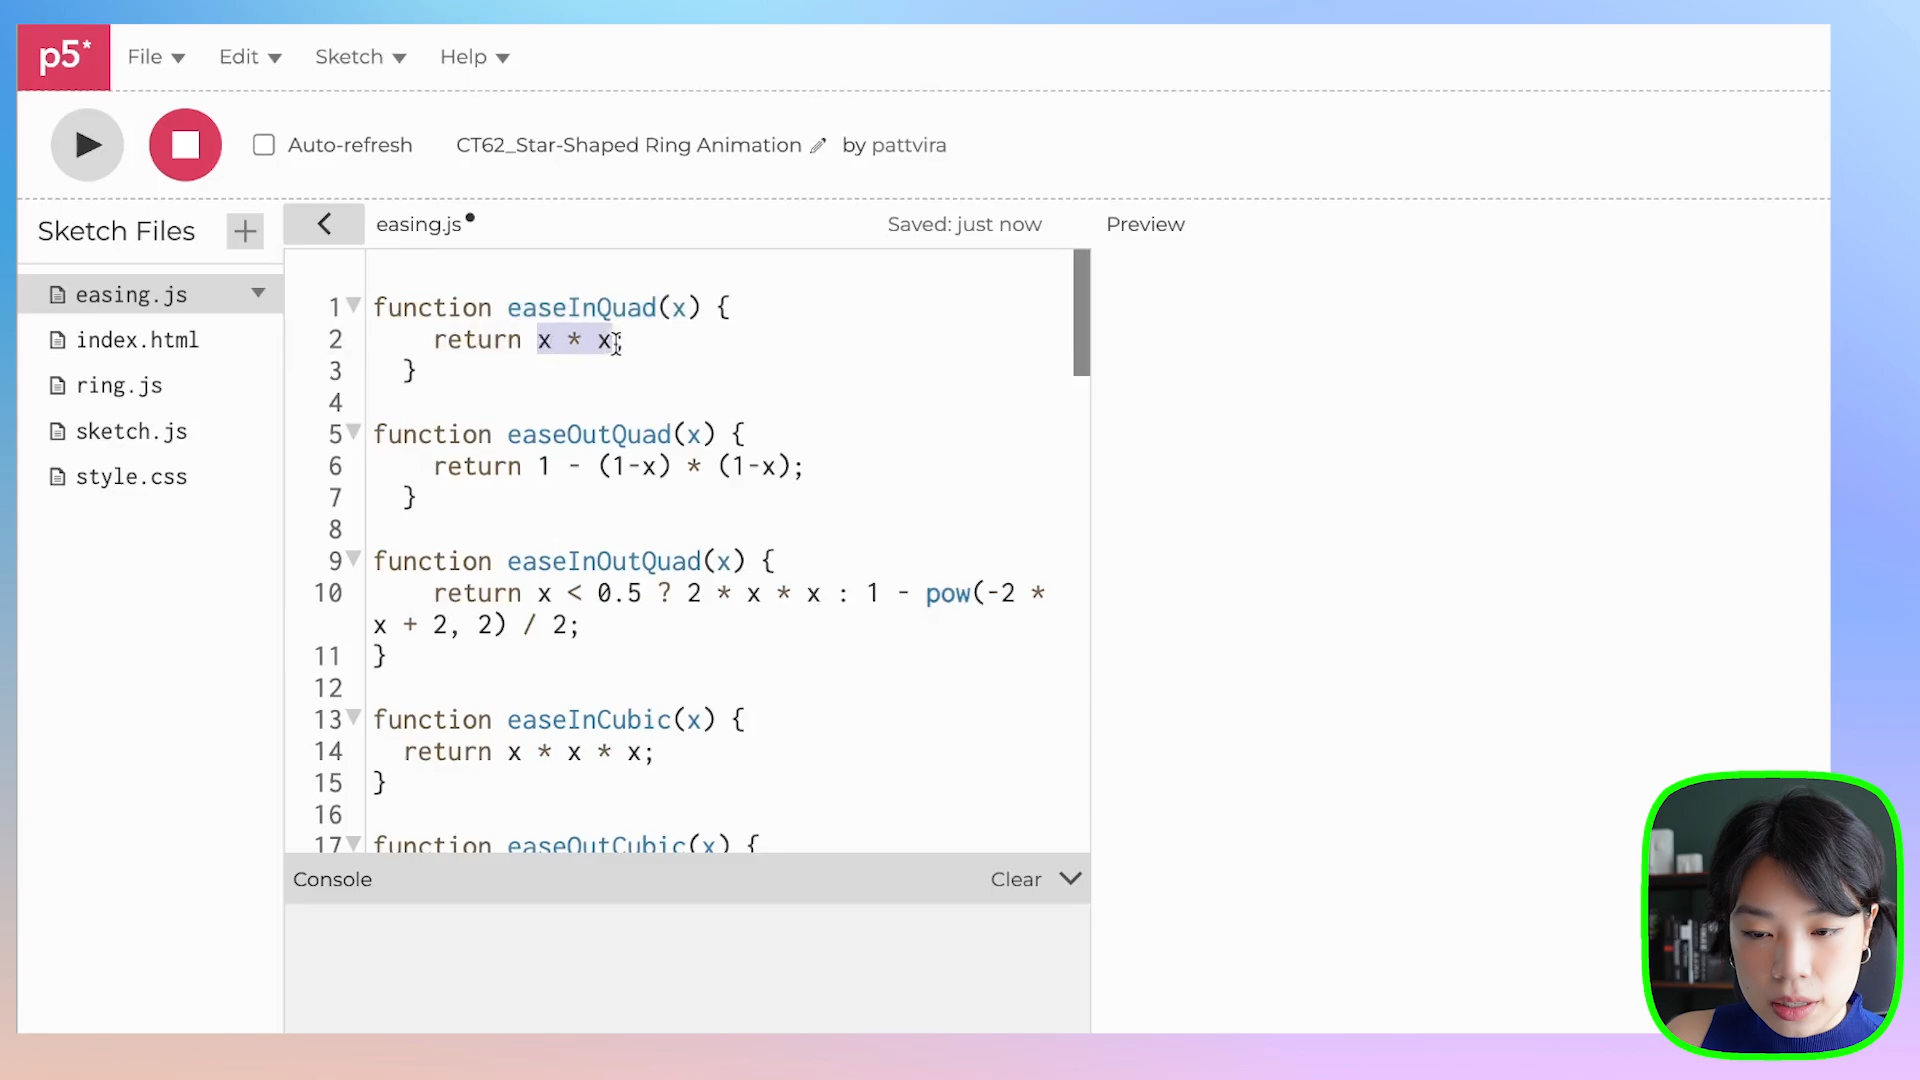 p5* File Edit Sketch Help
Auto-refresh CT62_Star-Shaped Ring Animation by pattvira
Sketch Files
easing.js
index.html
ring.js
sketch.js
style.css
easing.js Saved: just now
1 function easeInQuad(x) {
2 return x * x;
3 }
4
5 function easeOutQuad(x) {
6 return 1 - (1-x) * (1-x);
7 }
8
9 function easeInOutQuad(x) {
10 return x < 0.5 ? 2 * x * x : 1 - pow(-2 *
x + 2, 2) / 2;
11 }
12
13 function easeInCubic(x) {
14 return x * x * x;
15 }
16
17 function easeOutCubic(x) {
Console Clear
Preview